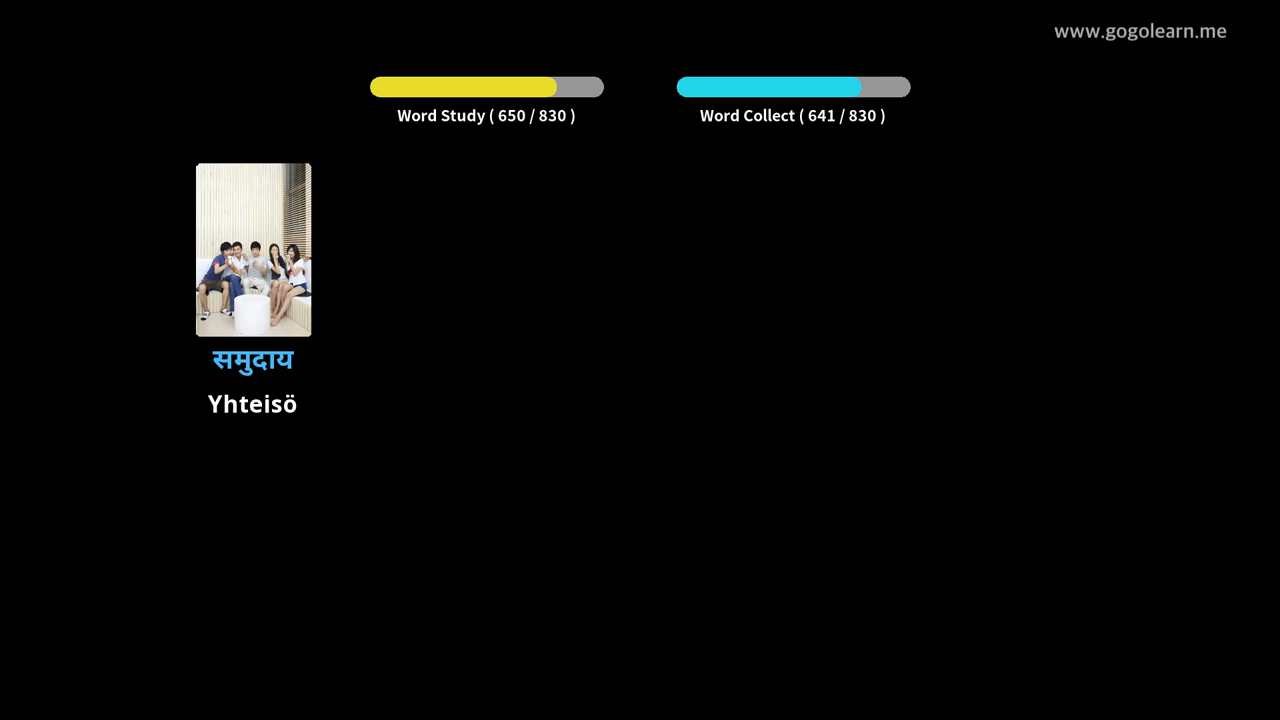 www.gogolearn.me
Word Study ( 650 / 830 )
Word Collect ( 641 / 830 )
समुदाय
Yhteisö